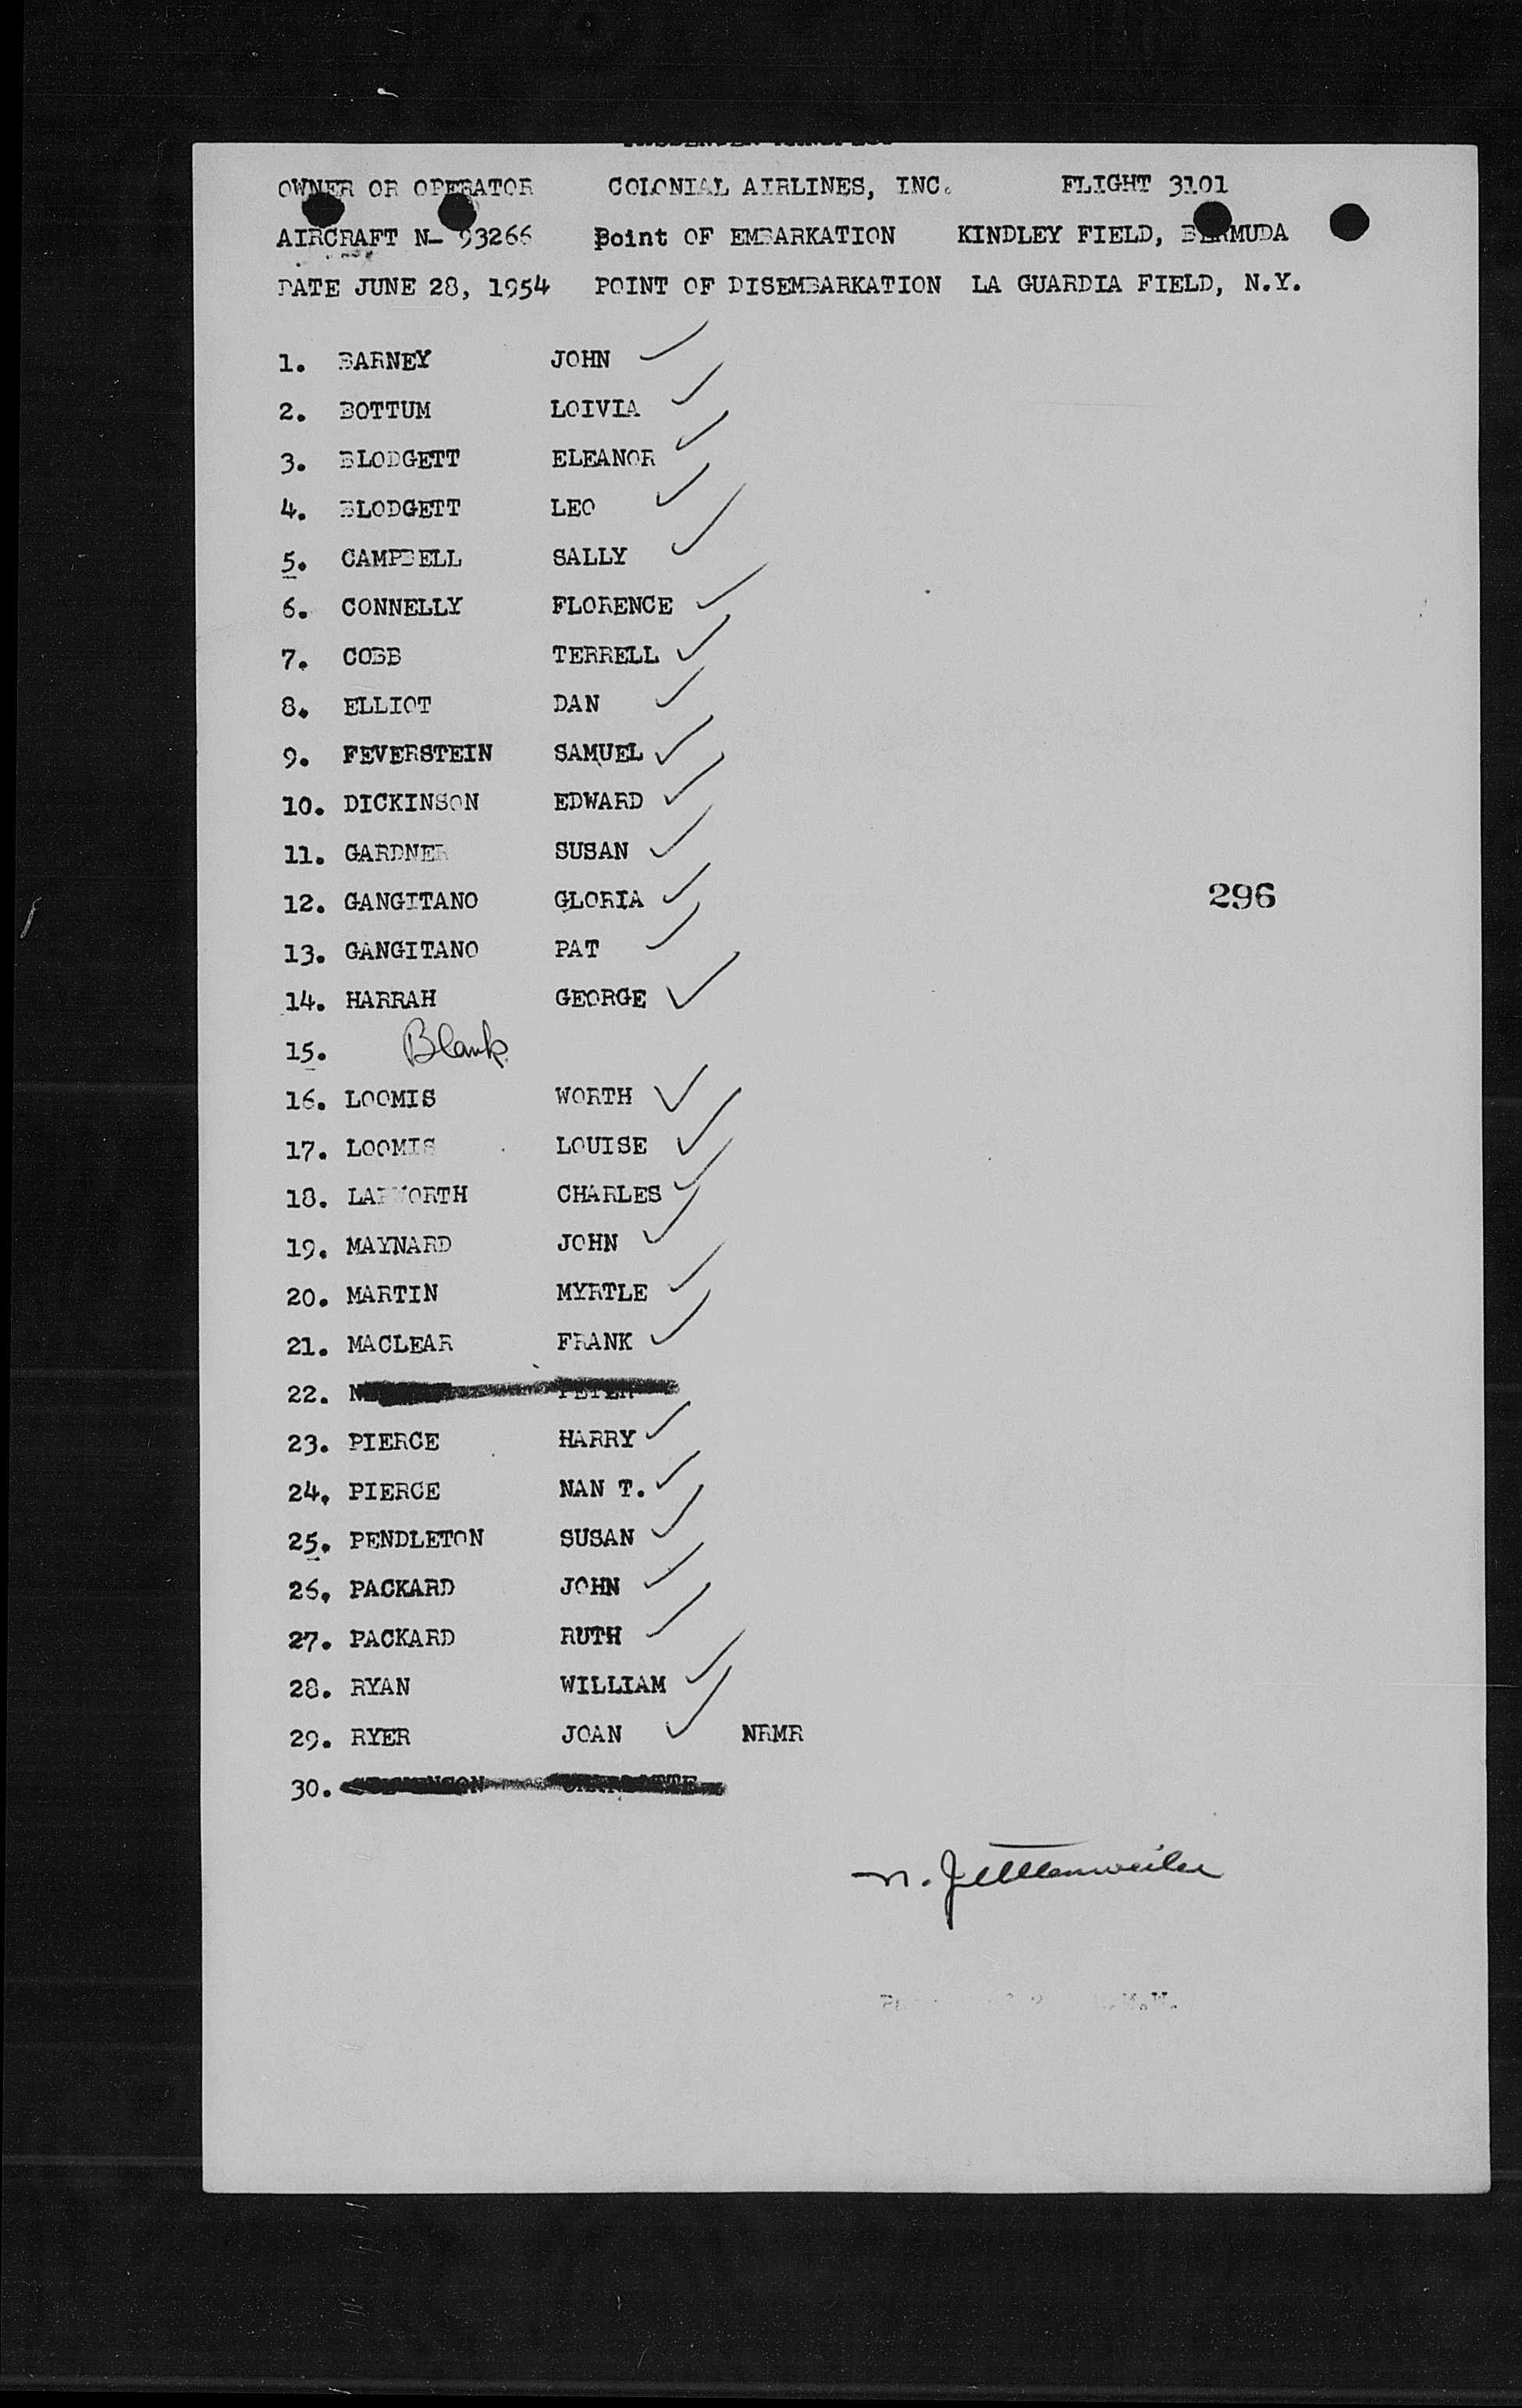 PASSENGER MANIFEST
OWNER OR OPERATOR COLONIAL AIRLINES, INC. FLIGHT 3101
AIRCRAFT N- 93266 Point OF EMBARKATION KINDLEY FIELD, BERMUDA
DATE JUNE 28, 1954 POINT OF DISEMBARKATION LA GUARDIA FIELD, N.Y.
1. BARNEY JOHN
2. BOTTUM LOIVIA
3. BLODGETT ELEANOR
4. BLODGETT LEO
5. CAMPBELL SALLY
6. CONNELLY FLORENCE
7. COBB TERRELL
8. ELLIOT DAN
9. FEVERSTEIN SAMUEL
10. DICKINSON EDWARD
11. GARDNER SUSAN
12. GANGITANO GLORIA 296
13. GANGITANO PAT
14. HARRAH GEORGE
15. Blank
16. LOOMIS WORTH
17. LOOMIS LOUISE
18. LAPWORTH CHARLES
19. MAYNARD JOHN
20. MARTIN MYRTLE
21. MACLEAR FRANK
22. PETER
23. PIERCE HARRY
24. PIERCE NAN T.
25. PENDLETON SUSAN
26. PACKARD JOHN
27. PACKARD RUTH
28. RYAN WILLIAM
29. RYER JOAN NRMR
30.